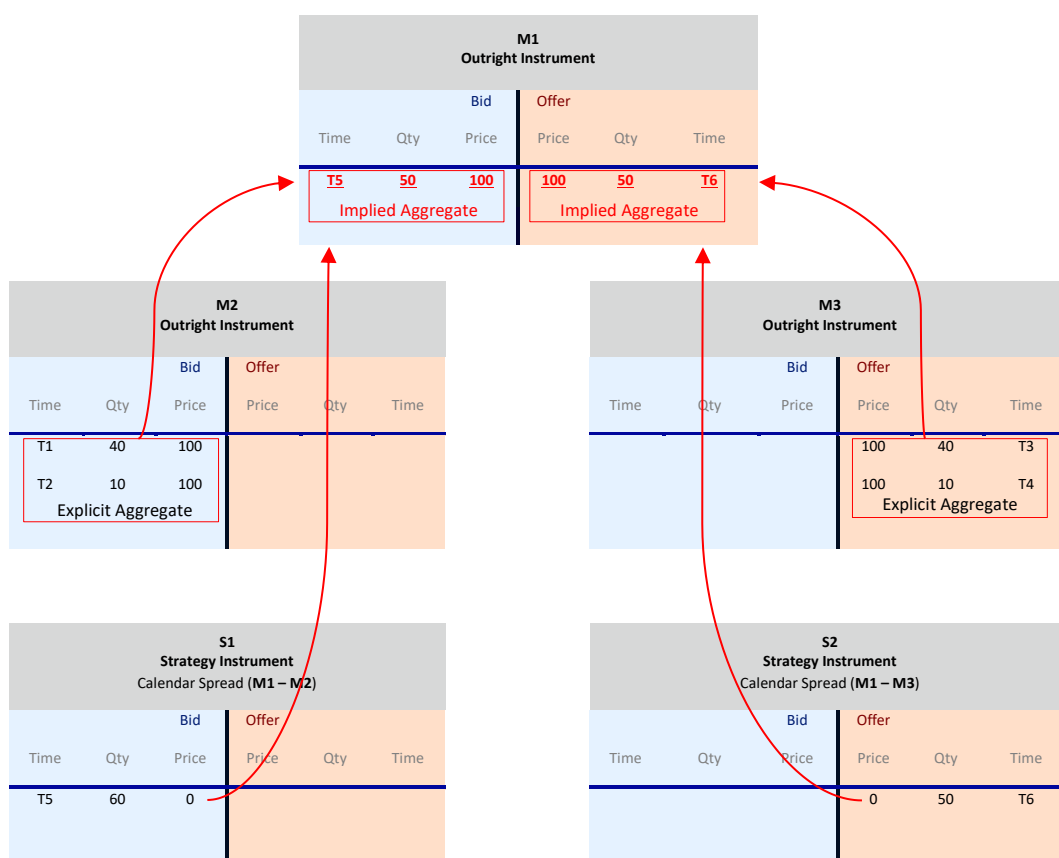 M1
Outright Instrument
Bid Offer
Time Qty Price Price Qty Time
T5 50 100 100 50 T6
Implied Aggregate Implied Aggregate
M2
Outright Instrument
Bid Offer
Time Qty Price Price Qty Time
T1 40 100
T2 10 100
Explicit Aggregate
M3
Outright Instrument
Bid Offer
Time Qty Price Price Qty Time
100 40 T3
100 10 T4
Explicit Aggregate
S1
Strategy Instrument
Calendar Spread (M1 – M2)
Bid Offer
Time Qty Price Price Qty Time
T5 60 0
S2
Strategy Instrument
Calendar Spread (M1 – M3)
Bid Offer
Time Qty Price Price Qty Time
0 50 T6